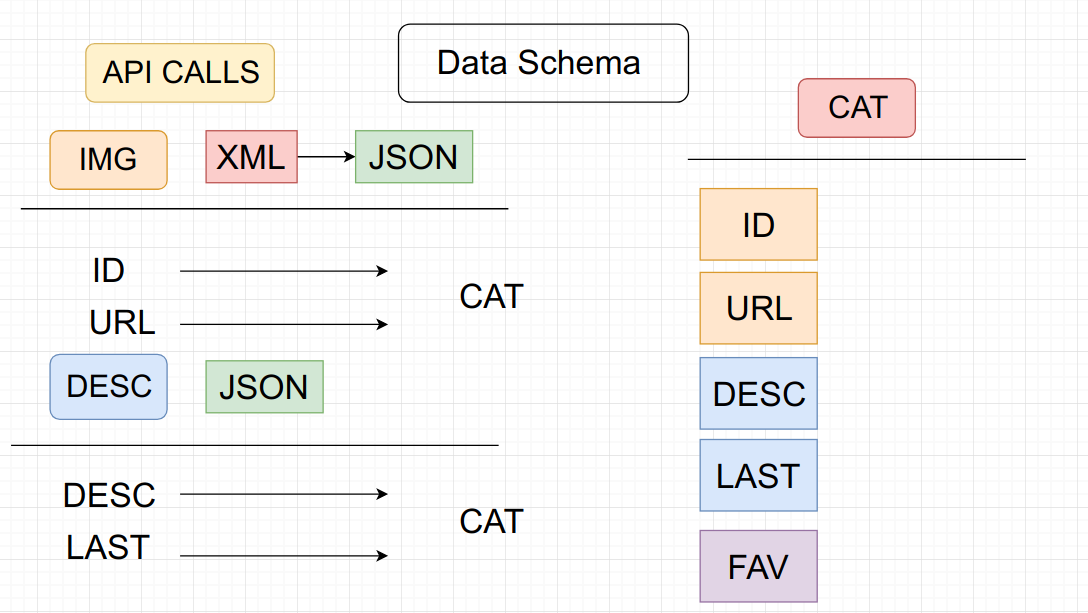 Data Schema
API CALLS
IMG
XML
JSON
ID
URL
CAT
DESC
JSON
DESC
LAST
CAT
CAT
ID
URL
DESC
LAST
FAV